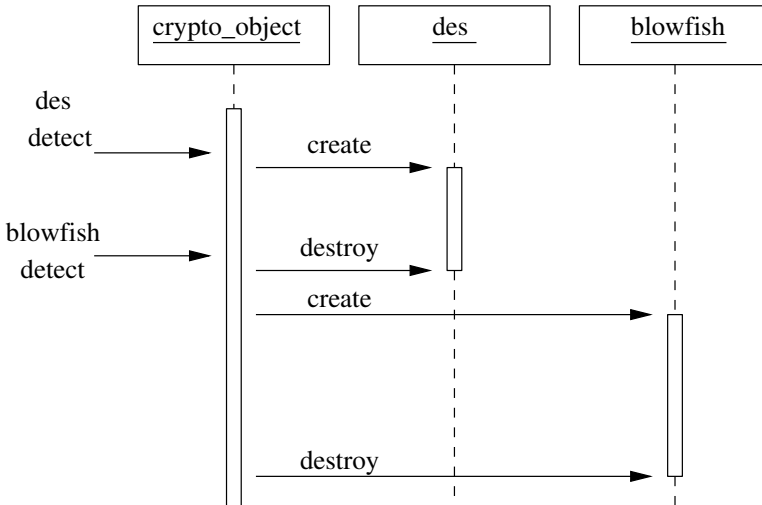 crypto_object
des
blowfish
des
detect
create
blowfish
detect
destroy
create
destroy